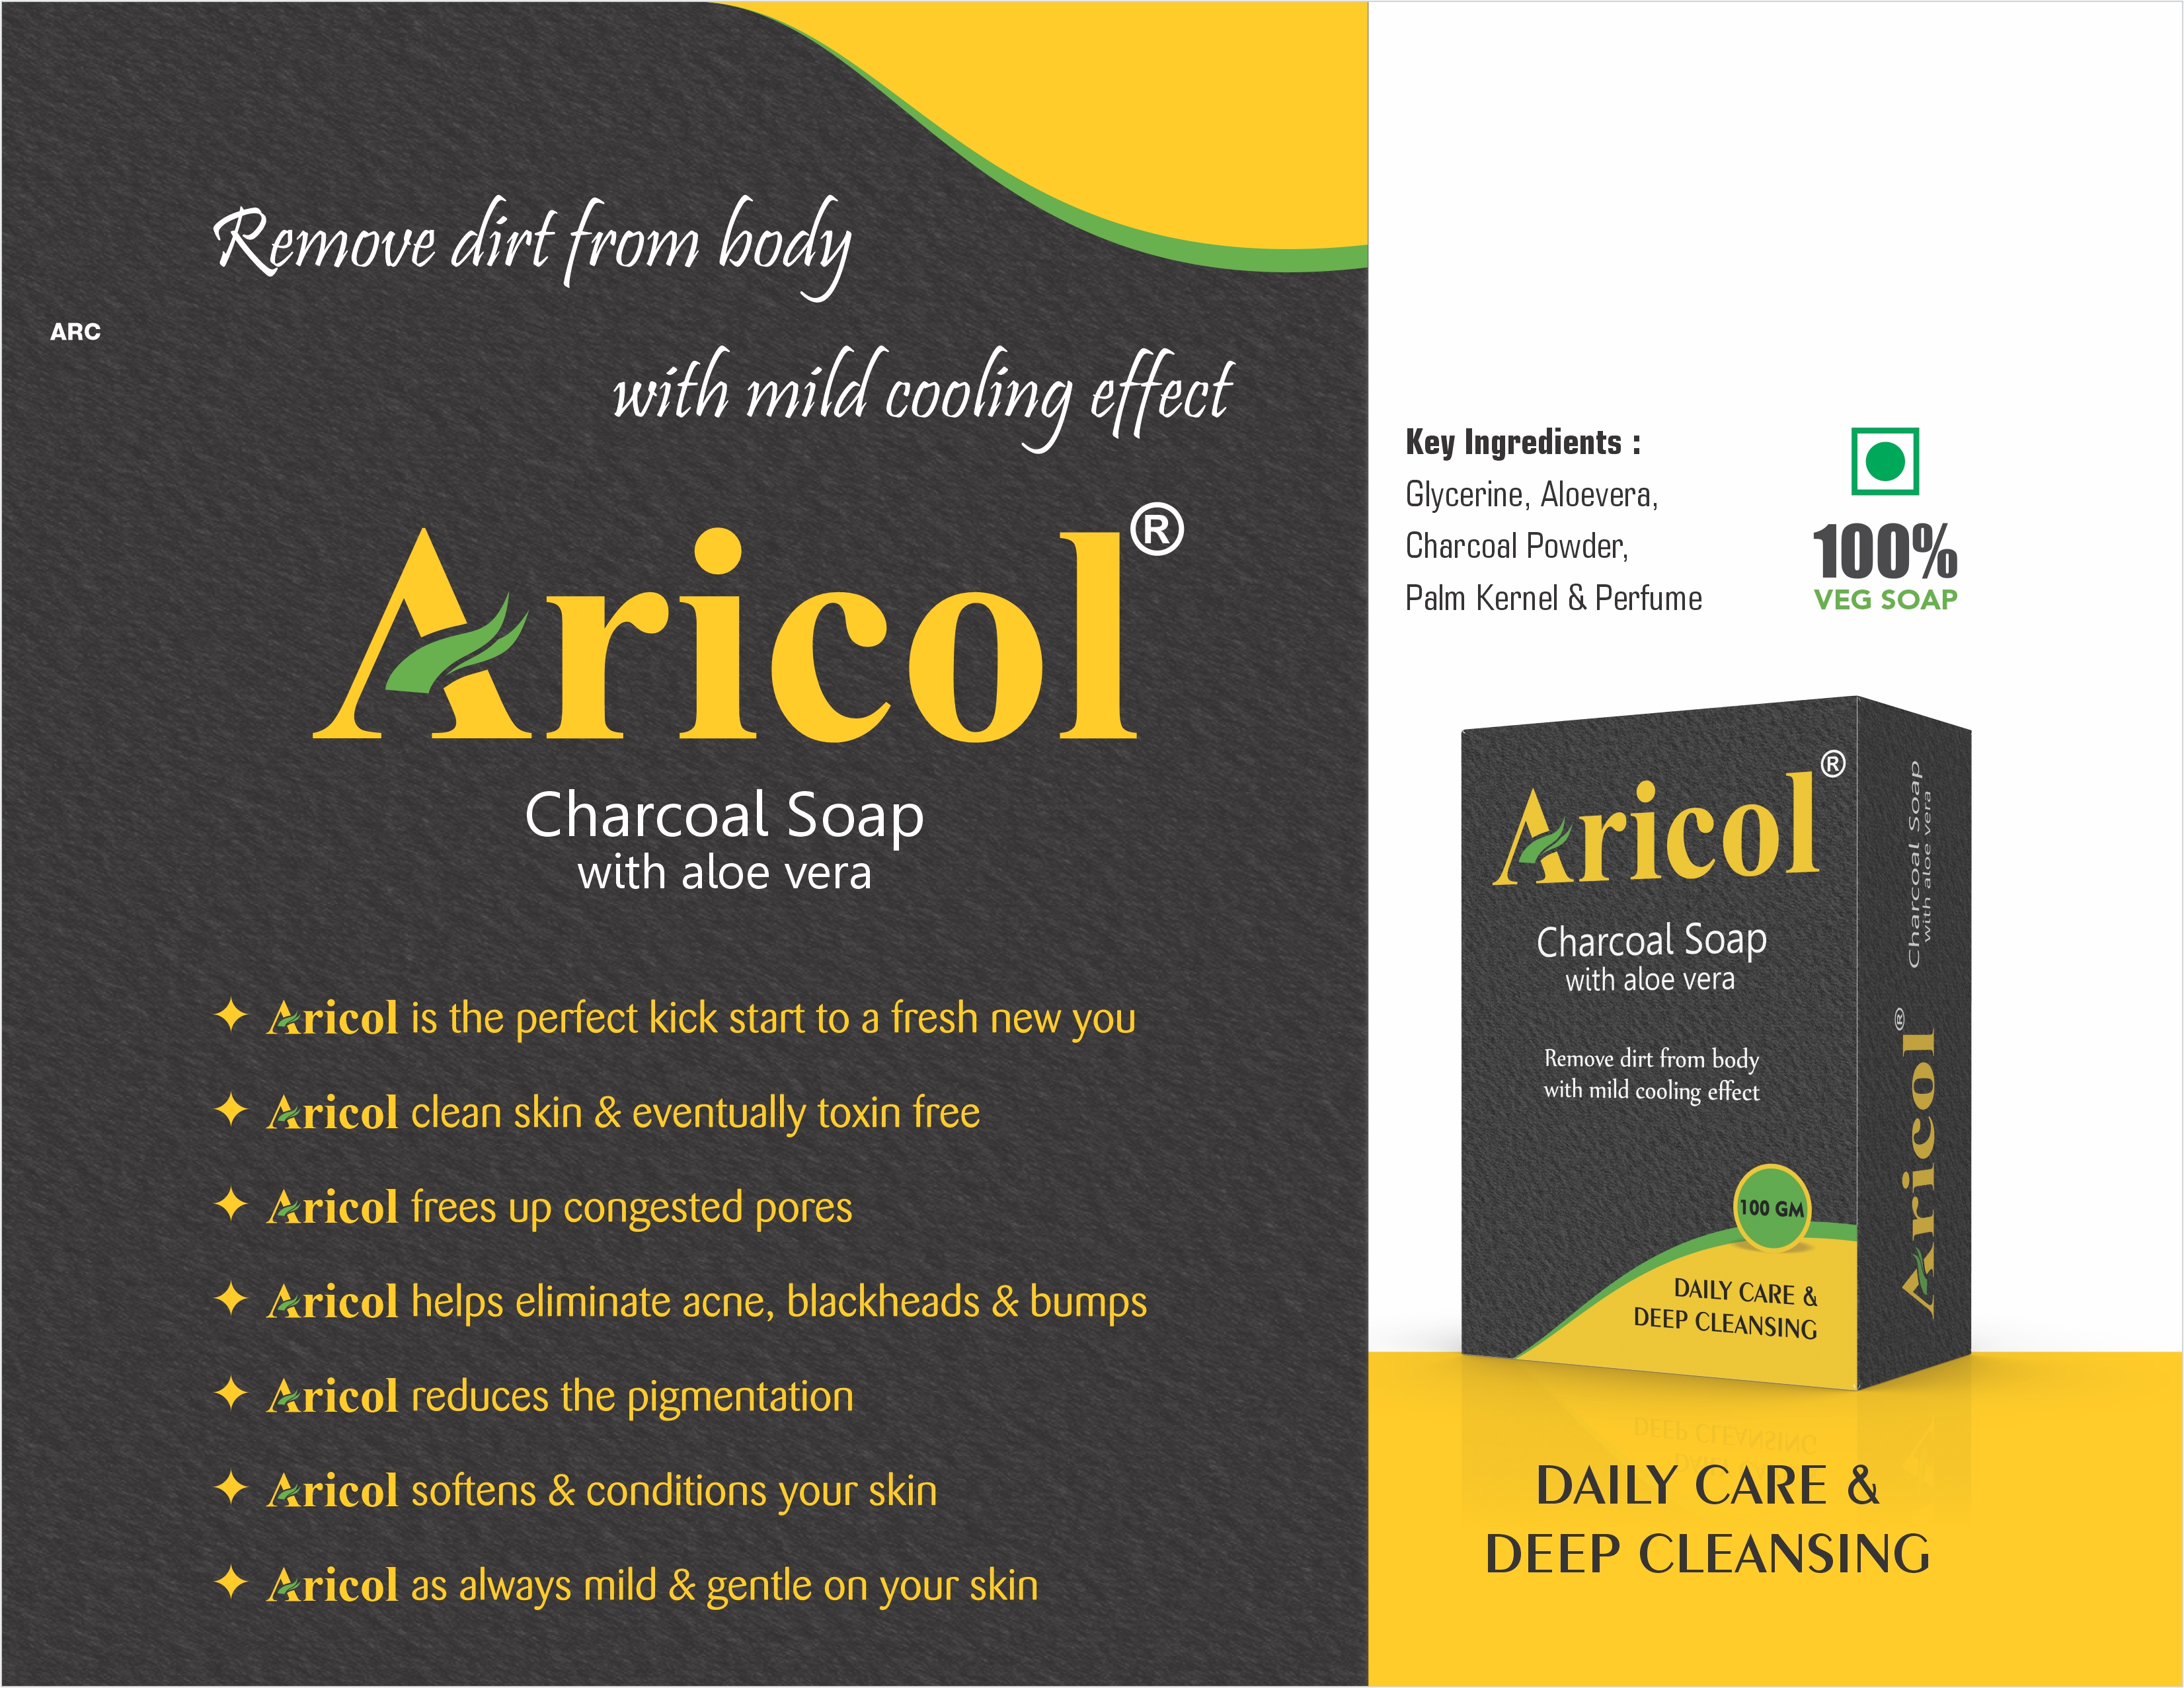 Remove dirt from body
ARC
with mild cooling effect
Aricol®
Charcoal Soap
with aloe vera
Aricol is the perfect kick start to a fresh new you
Aricol clean skin & eventually toxin free
Aricol frees up congested pores
Aricol helps eliminate acne, blackheads & bumps
Aricol reduces the pigmentation
Aricol softens & conditions your skin
Aricol as always mild & gentle on your skin
Key Ingredients :
Glycerine, Aloevera,
Charcoal Powder,
Palm Kernel & Perfume
100%
VEG SOAP
Aricol®
Charcoal Soap
with aloe vera
Remove dirt from body
with mild cooling effect
100 GM
DAILY CARE &
DEEP CLEANSING
Aricol®
Charcoal Soap
with aloe vera
DAILY CARE &
DEEP CLEANSING